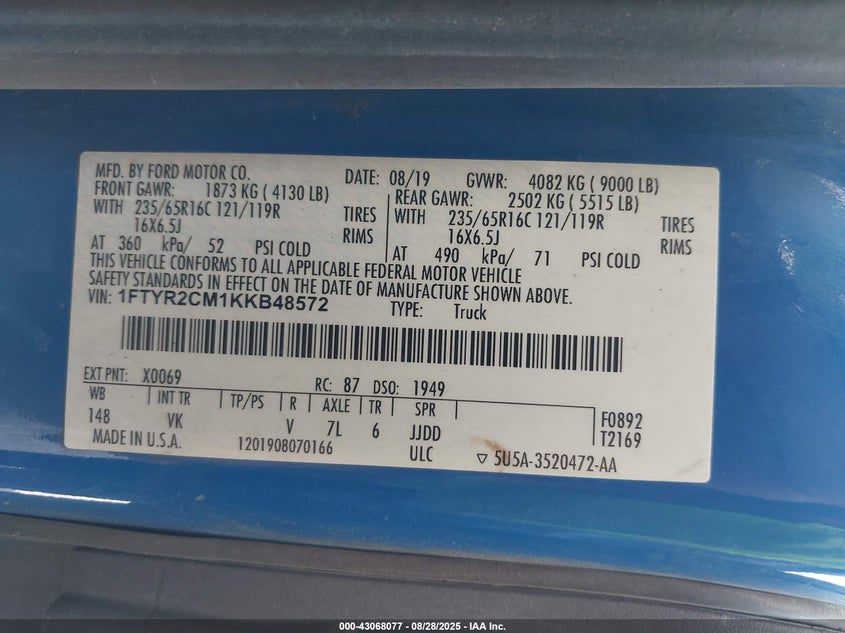 MFD. BY FORD MOTOR CO. DATE: 08/19 GVWR: 4082 KG ( 9000 LB)
FRONT GAWR: 1873 KG ( 4130 LB) REAR GAWR: 2502 KG ( 5515 LB)
WITH 235/65R16C 121/119R TIRES WITH 235/65R16C 121/119R TIRES
16X6.5J RIMS 16X6.5J RIMS
AT 360 kPa/ 52 PSI COLD AT 490 kPa/ 71 PSI COLD
THIS VEHICLE CONFORMS TO ALL APPLICABLE FEDERAL MOTOR VEHICLE
SAFETY STANDARDS IN EFFECT ON THE DATE OF MANUFACTURE SHOWN ABOVE.
VIN: 1FTYR2CM1KKB48572 TYPE: Truck
EXT PNT: X0069 RC: 87 DSO: 1949
WB INT TR TP/PS R AXLE TR SPR F0892
148 VK V 7L 6 JJDD T2169
MADE IN U.S.A. 1201908070166 ULC ▽ 5U5A-3520472-AA
000-43068077 - 08/28/2025 - IAA Inc.